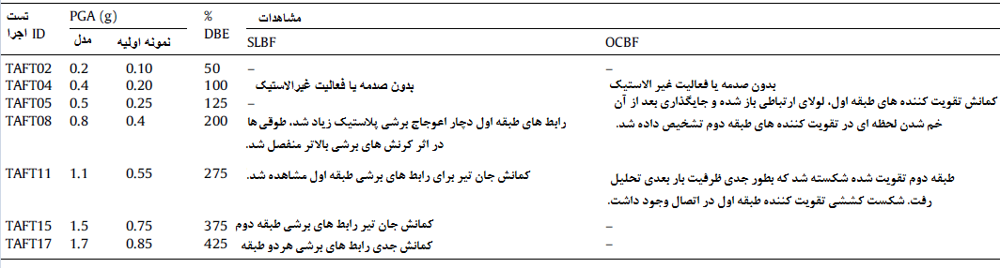 تست PGA (g) % مشاهدات
اجرا ID مدل نمونه اولیه DBE SLBF OCBF
TAFT02 0.2 0.10 50 – –
TAFT04 0.4 0.20 100 بدون صدمه یا فعالیت غیرالاستیک بدون صدمه یا فعالیت غیر الاستیک
TAFT05 0.5 0.25 125 – کمانش تقویت کننده های طبقه اول، لولای ارتباطی باز شده و جایگذاری بعد از آن
TAFT08 0.8 0.4 200 رابط های طبقه اول دچار اعوجاج برشی پلاستیک زیاد شد، طوقی ها خم شدن لحظه ای در تقویت کننده های طبقه دوم تشخیص داده شد.
در اثر کرنش های برشی بالاتر منفصل شد.
TAFT11 1.1 0.55 275 کمانش جان تیر برای رابط های برشی طبقه اول مشاهده شد. طبقه دوم تقویت شده شکسته شد که بطور جدی ظرفیت بار بعدی تحلیل
رفت. شکست کششی تقویت کننده طبقه اول در اتصال وجود داشت.
TAFT15 1.5 0.75 375 کمانش جان تیر رابط های برشی طبقه دوم –
TAFT17 1.7 0.85 425 کمانش جدی رابط های برشی هردو طبقه –